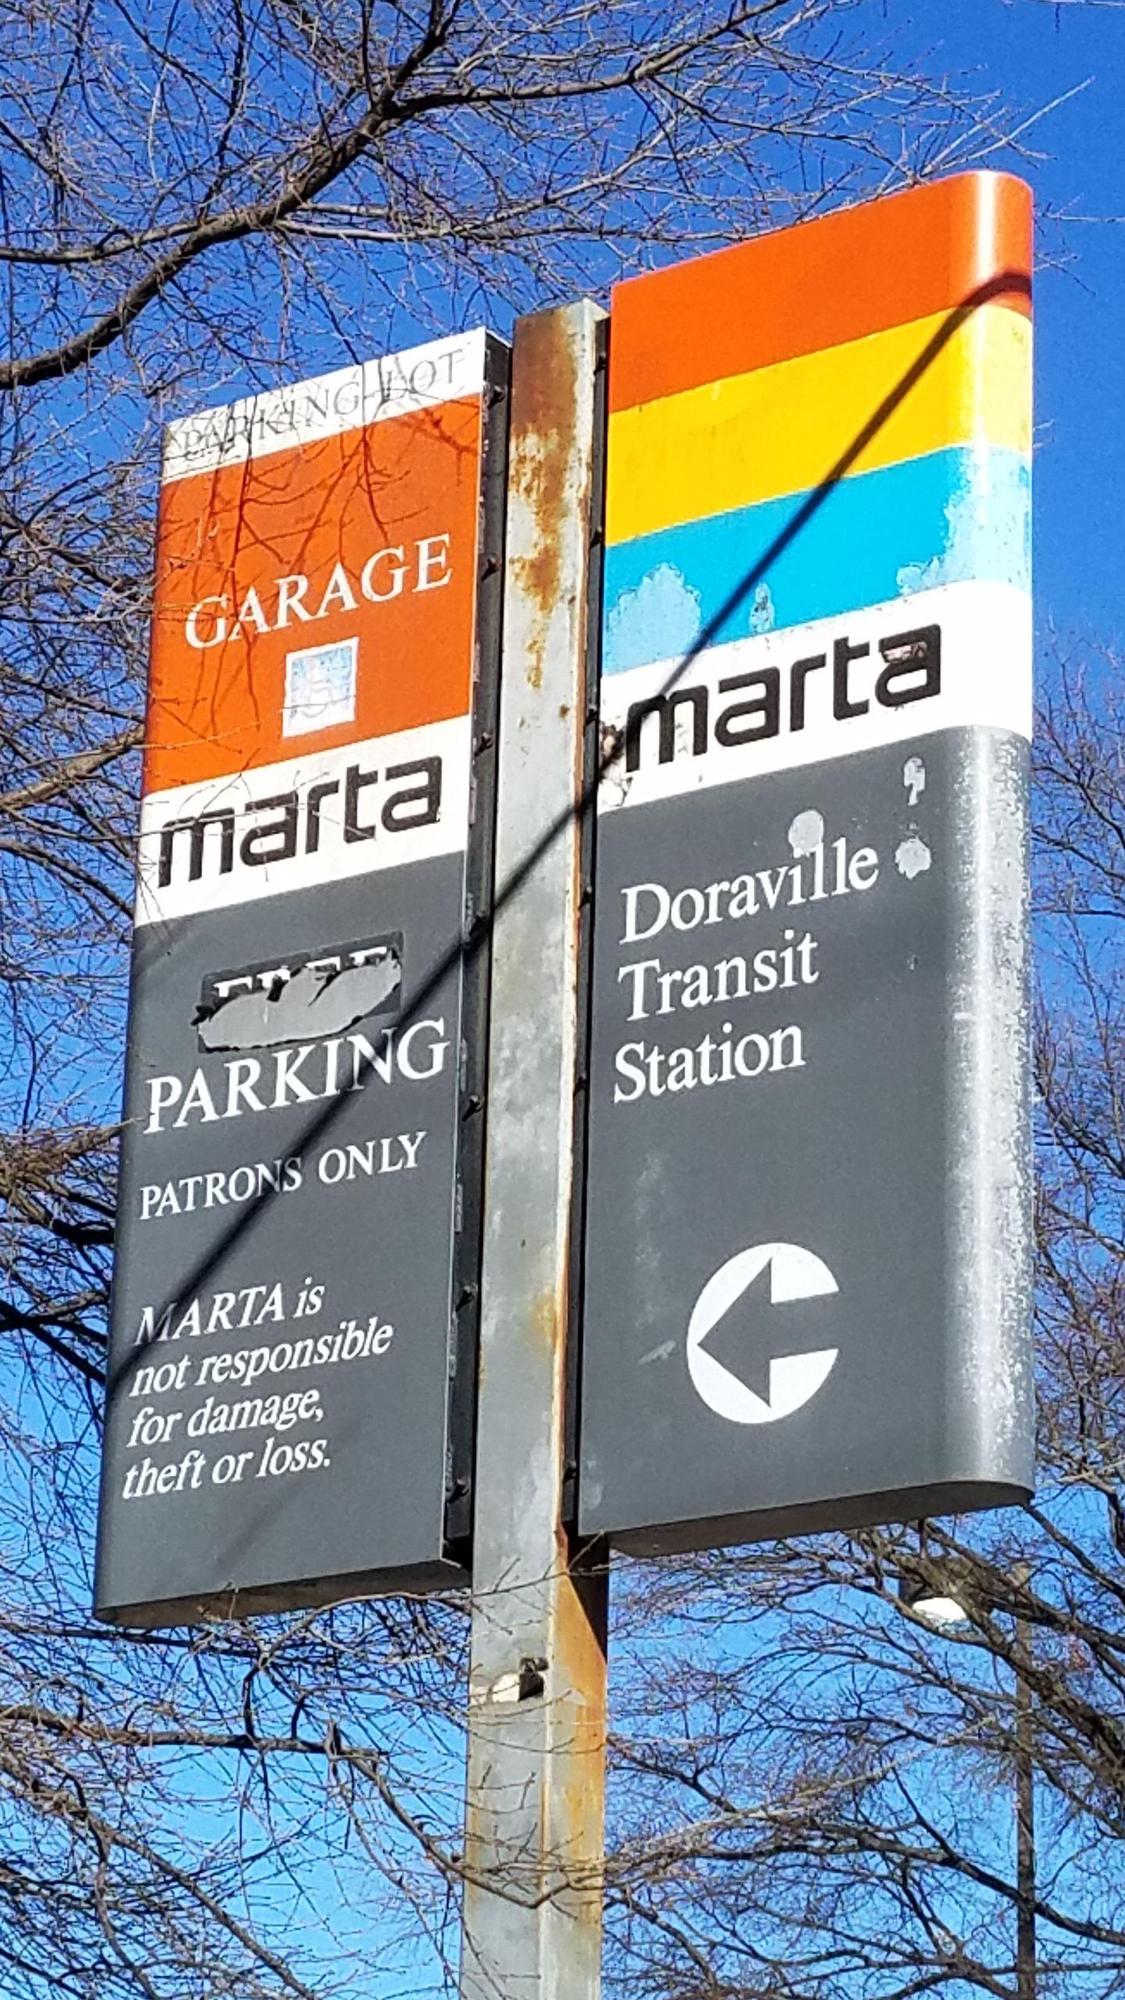 PARKING LOT
GARAGE
marta
FREE
PARKING
PATRONS ONLY
MARTA is
not responsible
for damage,
theft or loss.
marta
Doraville
Transit
Station